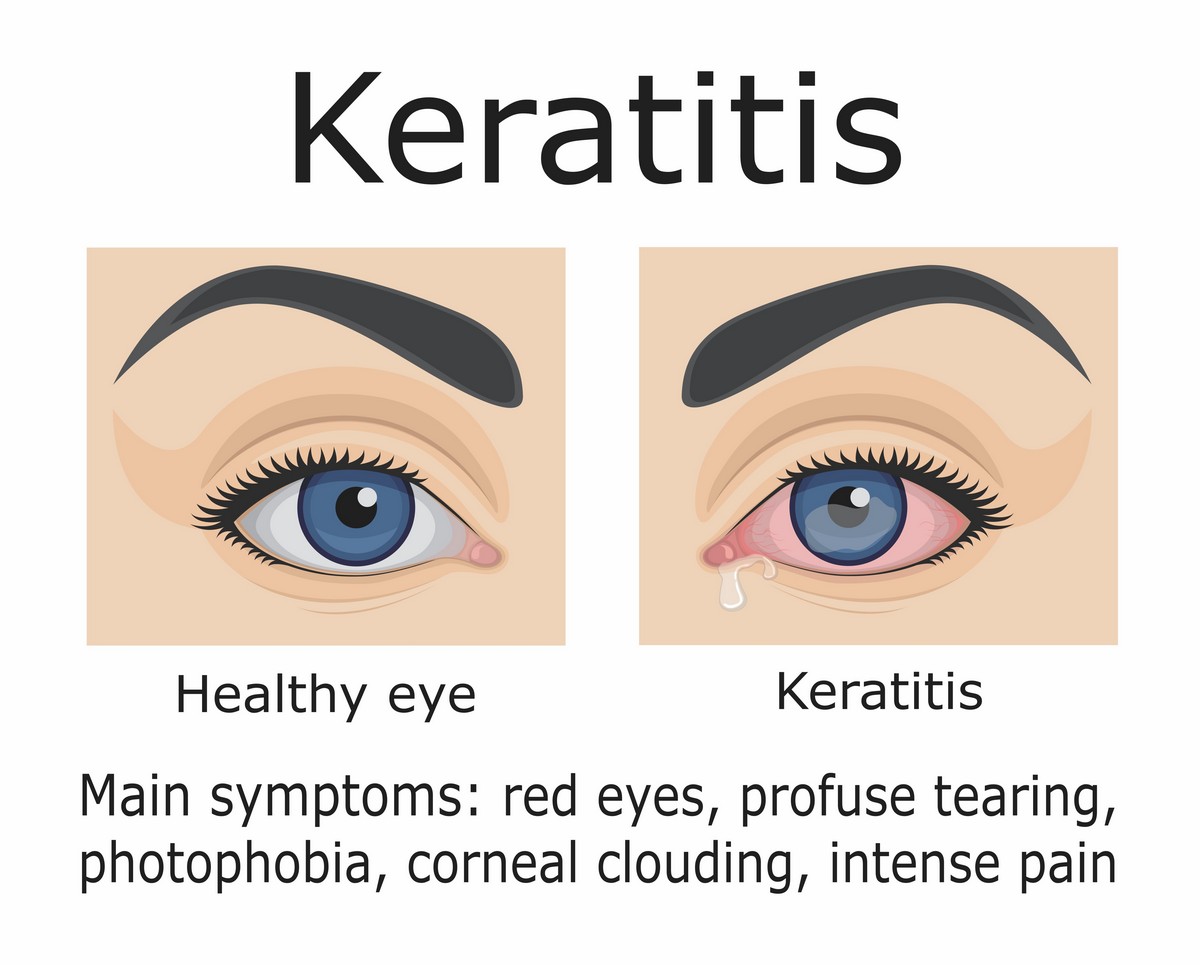 Keratitis
Healthy eye
Keratitis
Main symptoms: red eyes, profuse tearing,
photophobia, corneal clouding, intense pain